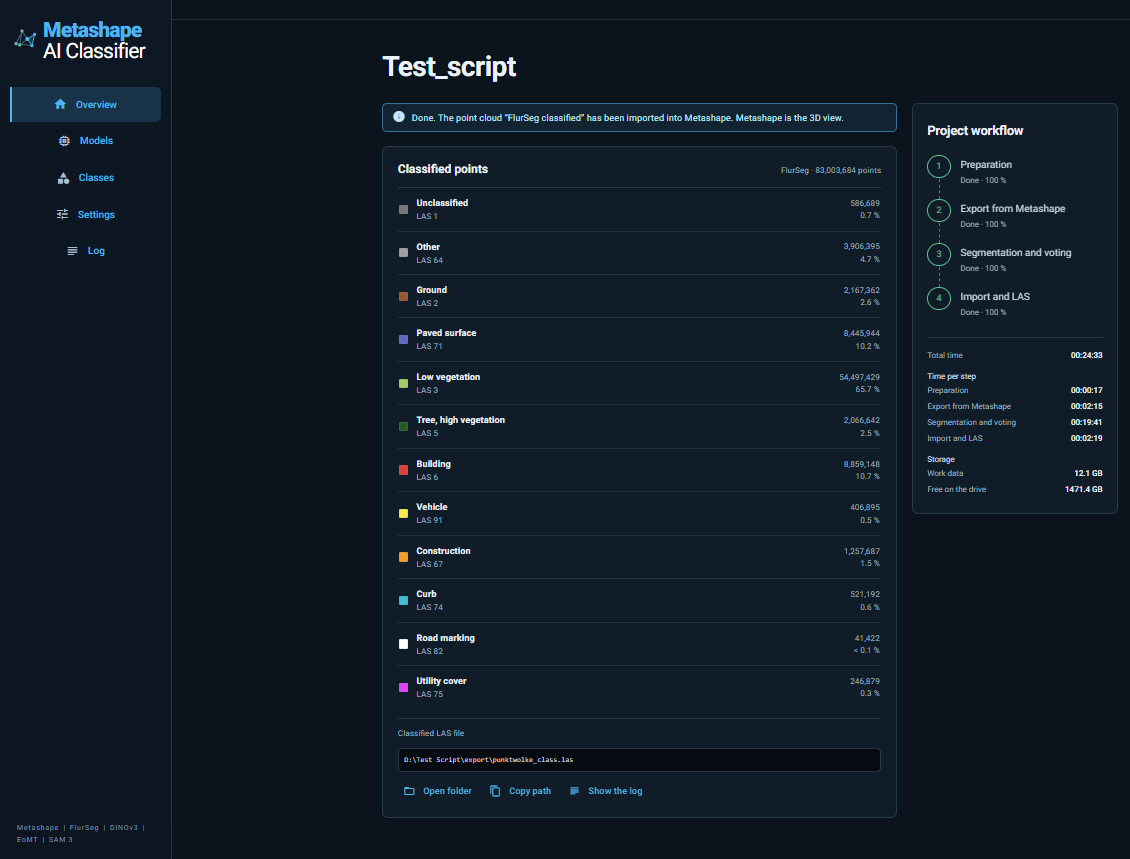 Metashape
AI Classifier
Overview
Models
Classes
Settings
Log
Metashape | FlurSeg | DINOv3 |
EoMT | SAM 3
Test_script
Done. The point cloud "FlurSeg classified" has been imported into Metashape. Metashape is the 3D view.
Classified points
FlurSeg · 83,003,684 points
Unclassified
586,689
LAS 1
0.7 %
Other
3,906,395
LAS 64
4.7 %
Ground
2,167,362
LAS 2
2.6 %
Paved surface
8,445,944
LAS 71
10.2 %
Low vegetation
54,497,429
LAS 3
65.7 %
Tree, high vegetation
2,066,642
LAS 5
2.5 %
Building
8,859,148
LAS 6
10.7 %
Vehicle
406,895
LAS 91
0.5 %
Construction
1,257,687
LAS 67
1.5 %
Curb
521,192
LAS 74
0.6 %
Road marking
41,422
LAS 82
< 0.1 %
Utility cover
246,879
LAS 75
0.3 %
Classified LAS file
D:\Test Script\export\punktwolke_class.las
Open folder
Copy path
Show the log
Project workflow
1
Preparation
Done · 100 %
2
Export from Metashape
Done · 100 %
3
Segmentation and voting
Done · 100 %
4
Import and LAS
Done · 100 %
Total time 00:24:33
Time per step
Preparation 00:00:17
Export from Metashape 00:02:15
Segmentation and voting 00:19:41
Import and LAS 00:02:19
Storage
Work data 12.1 GB
Free on the drive 1471.4 GB